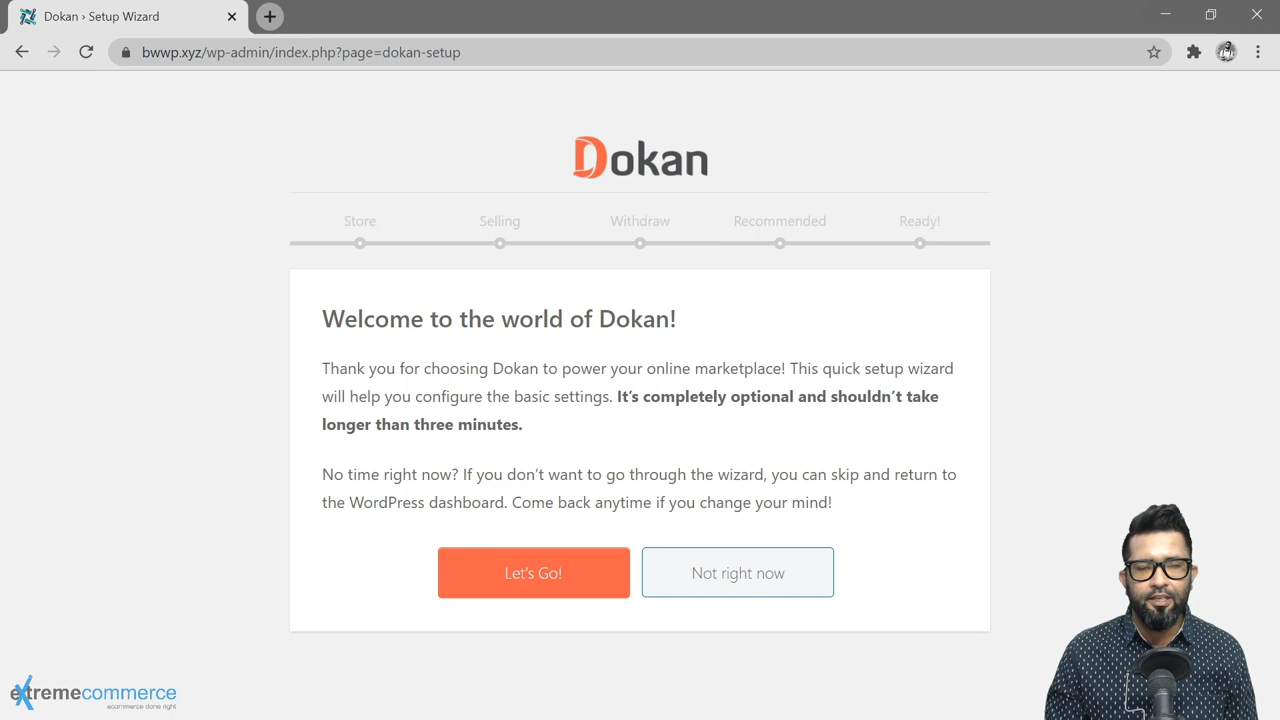 Dokan › Setup Wizard
bwwp.xyz/wp-admin/index.php?page=dokan-setup
Dokan
Store Selling Withdraw Recommended Ready!
Welcome to the world of Dokan!
Thank you for choosing Dokan to power your online marketplace! This quick setup wizard
will help you configure the basic settings. It’s completely optional and shouldn’t take
longer than three minutes.
No time right now? If you don’t want to go through the wizard, you can skip and return to
the WordPress dashboard. Come back anytime if you change your mind!
Let's Go! Not right now
extremecommerce
ecommerce done right